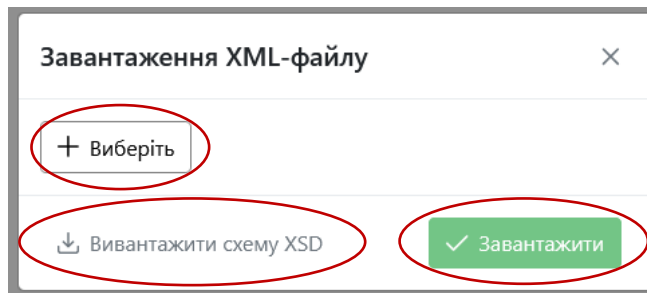 Завантаження XML-файлу
Виберіть
Вивантажити схему XSD
Завантажити